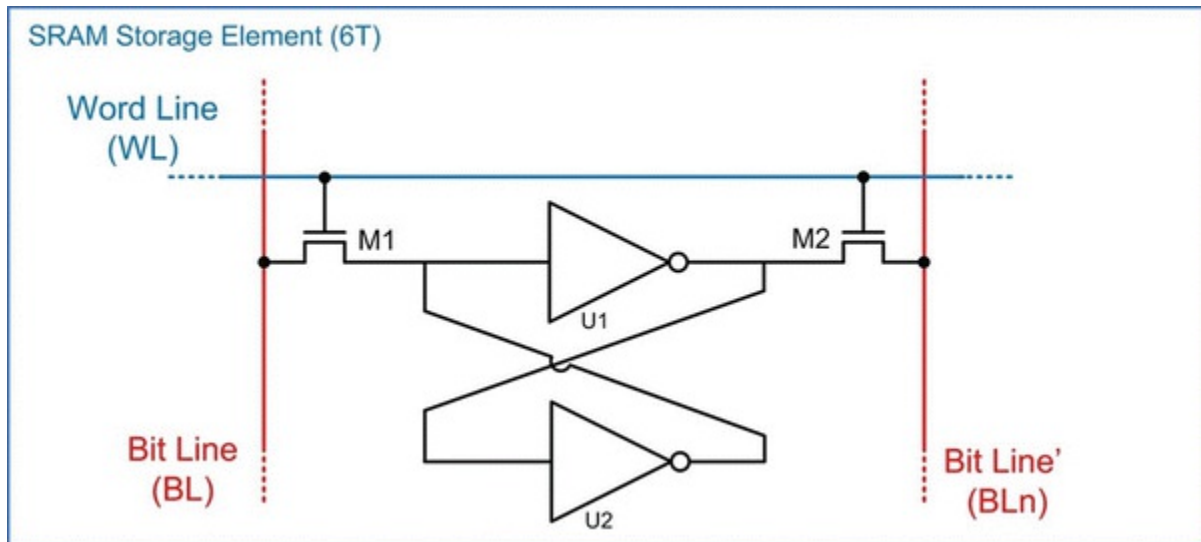 SRAM Storage Element (6T)
Word Line
(WL)
M1
M2
U1
Bit Line
(BL)
Bit Line’
(BLn)
U2